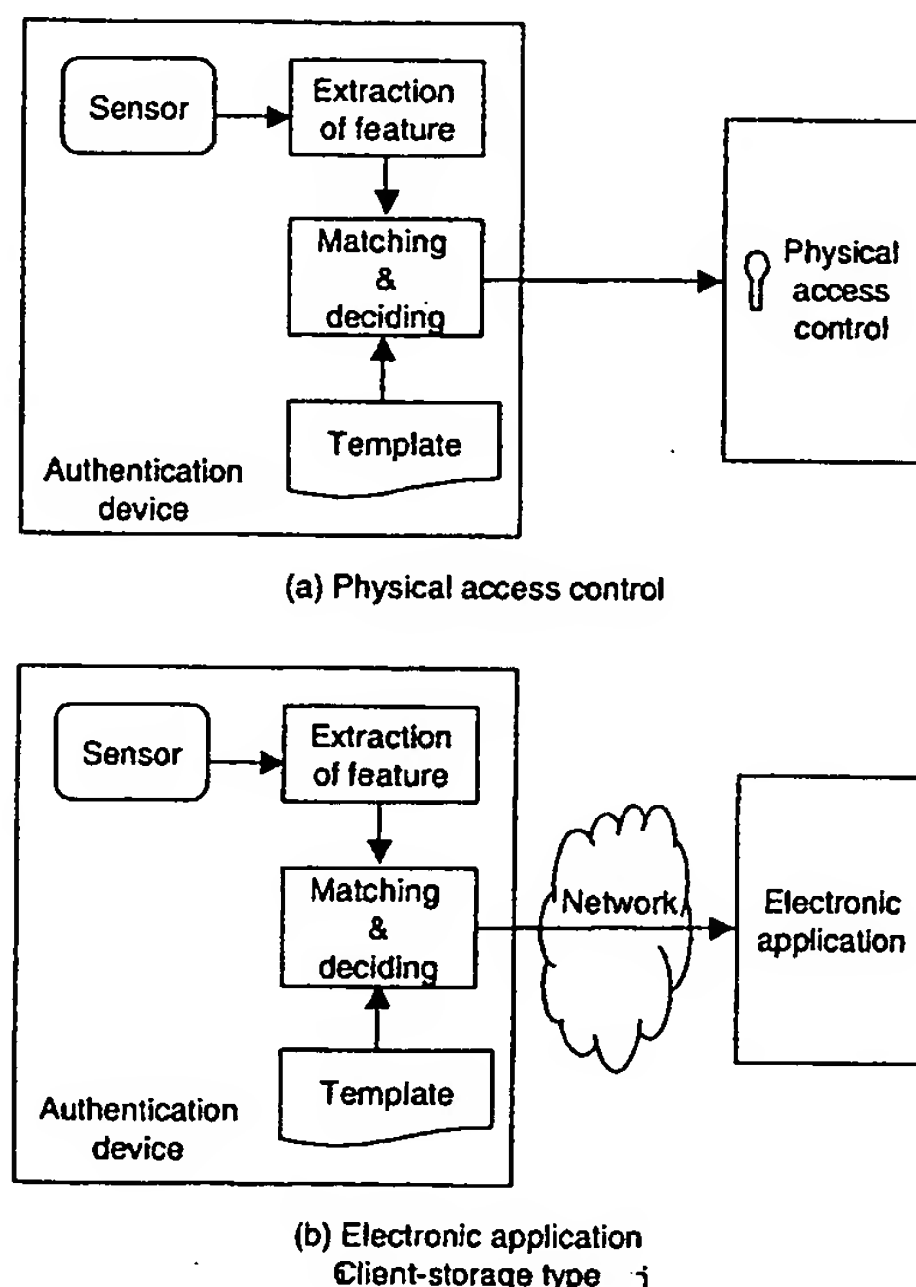 Sensor
Extraction
of feature
Matching
&
deciding
Template
Authentication
device
Physical
access
control
(a) Physical access control
Sensor
Extraction
of feature
Matching
&
deciding
Template
Authentication
device
Network
Electronic
application
(b) Electronic application
Client-storage type